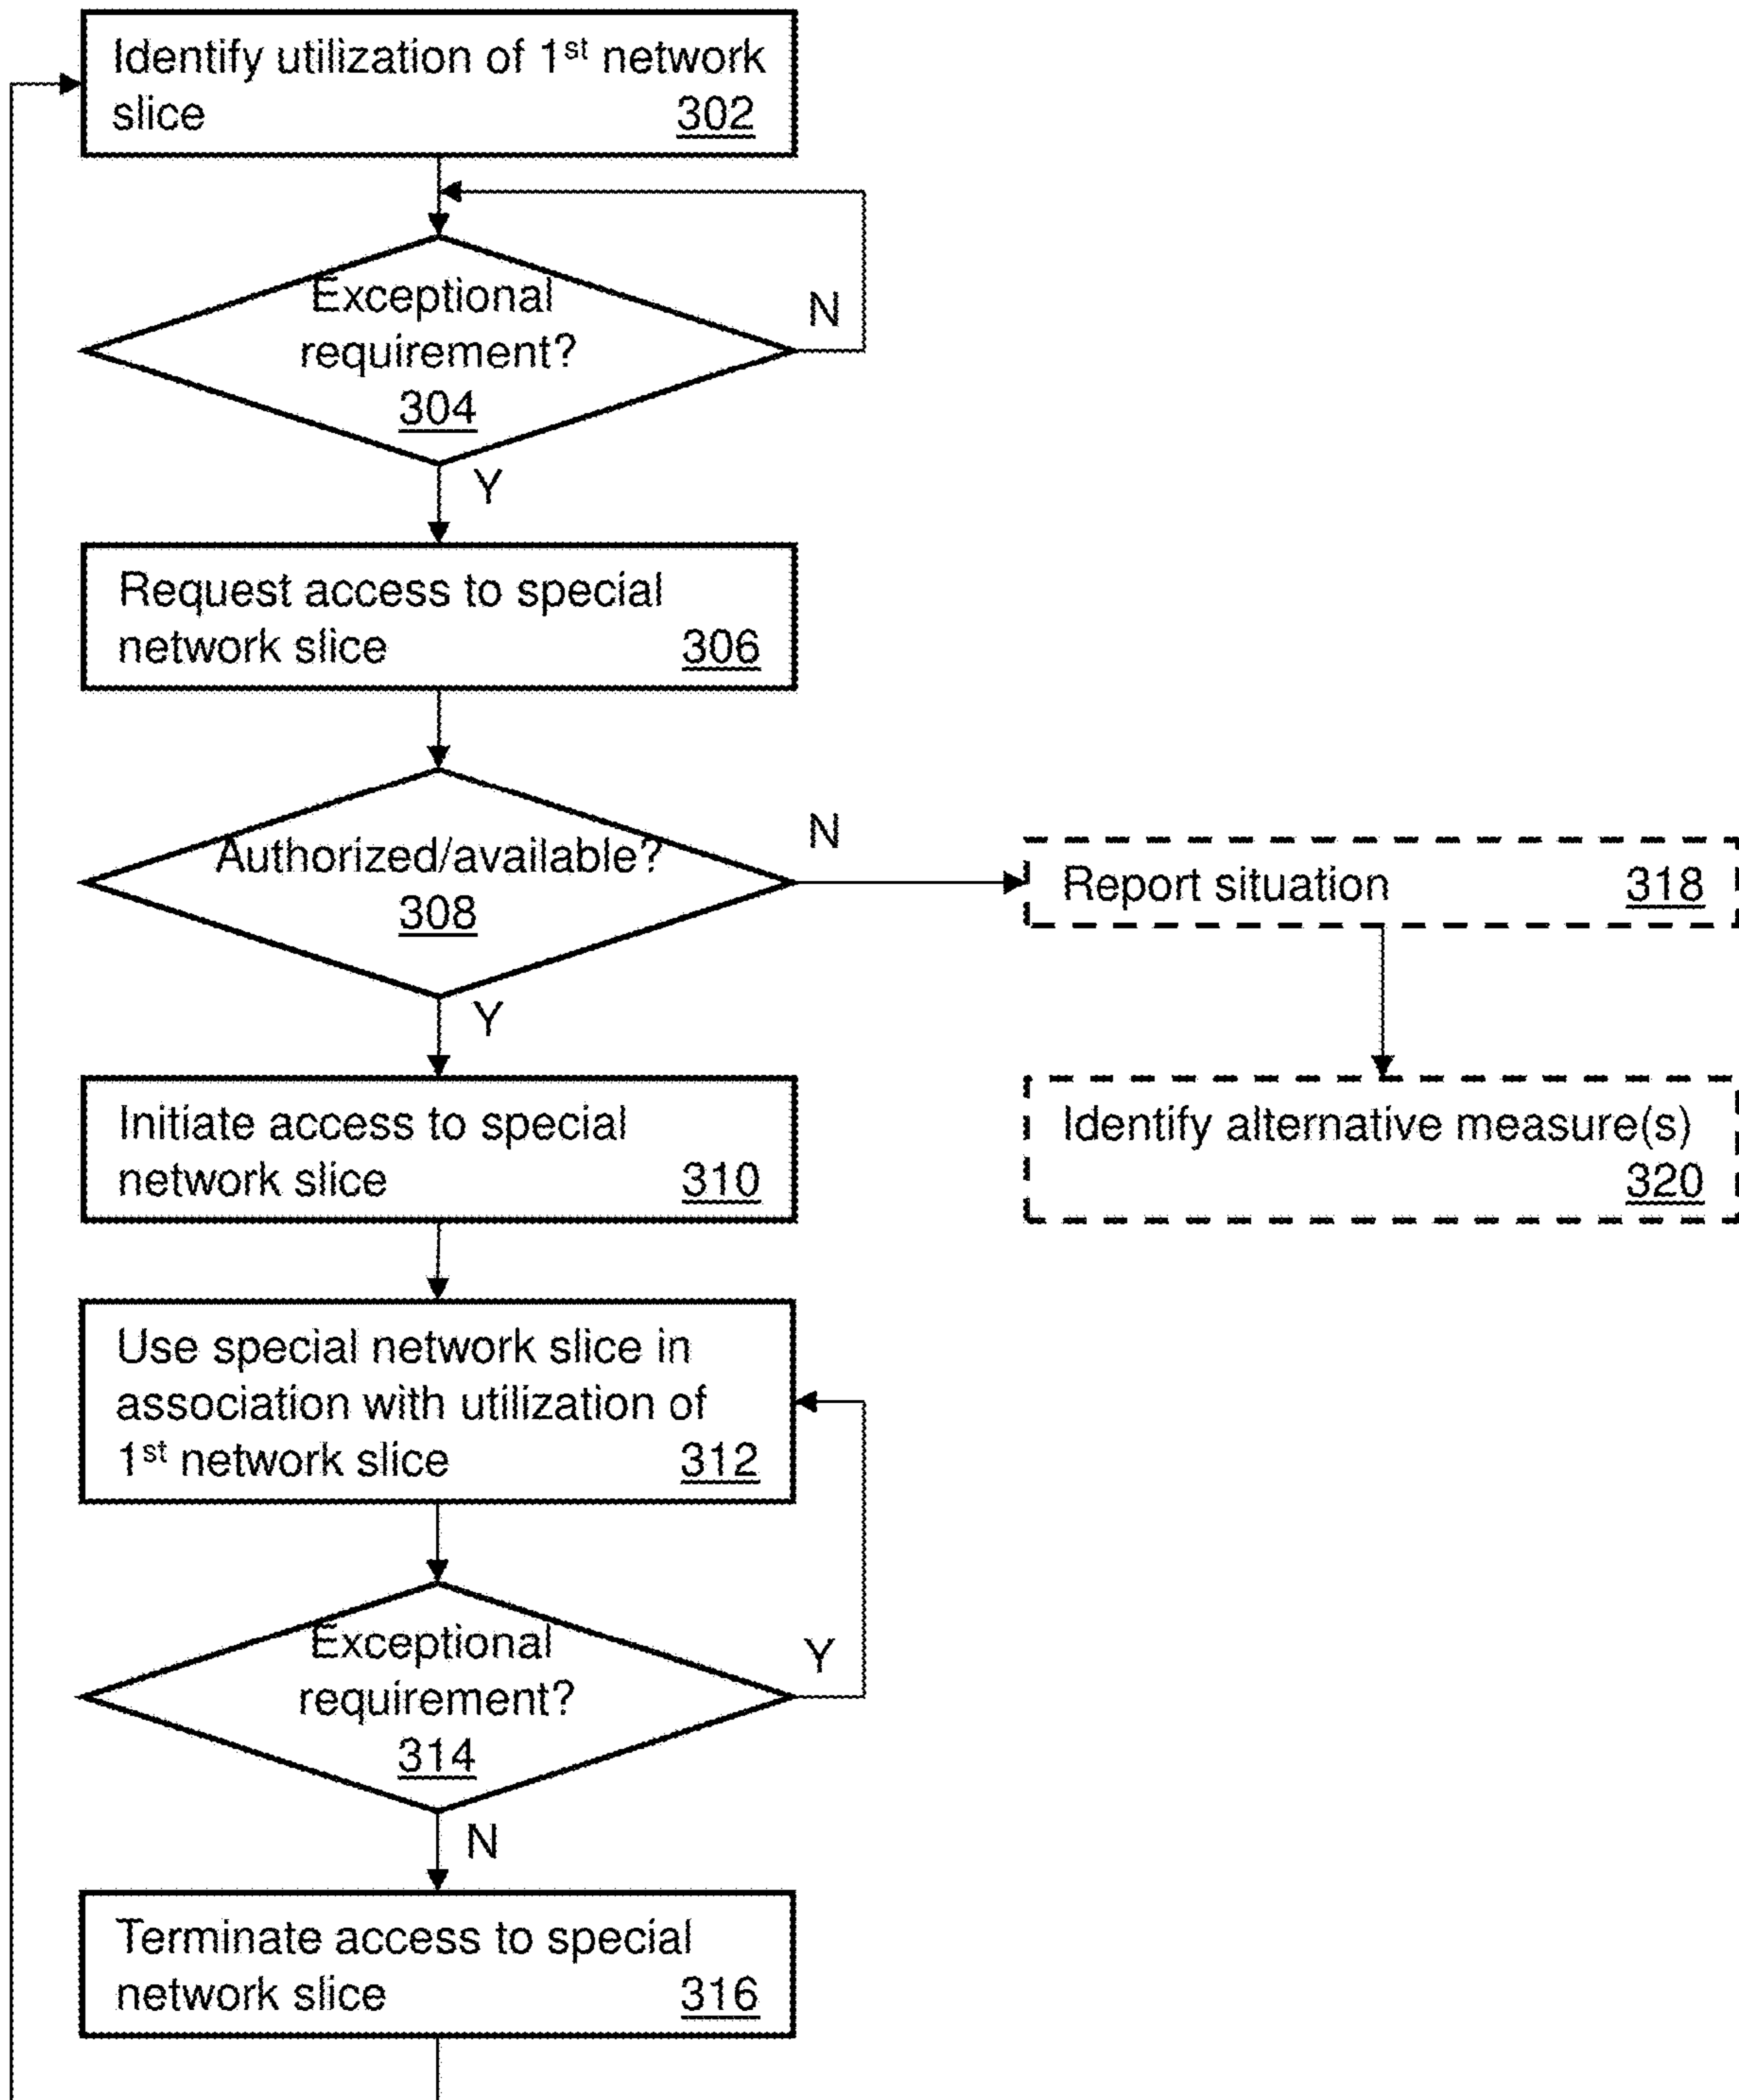 Identify utilization of 1st network
slice 302
Exceptional
requirement?
304
N
Y
Request access to special
network slice 306
Authorized/available?
308
N
Y
Report situation 318
Initiate access to special
network slice 310
Identify alternative measure(s)
320
Use special network slice in
association with utilization of
1st network slice 312
Exceptional
requirement?
314
Y
N
Terminate access to special
network slice 316